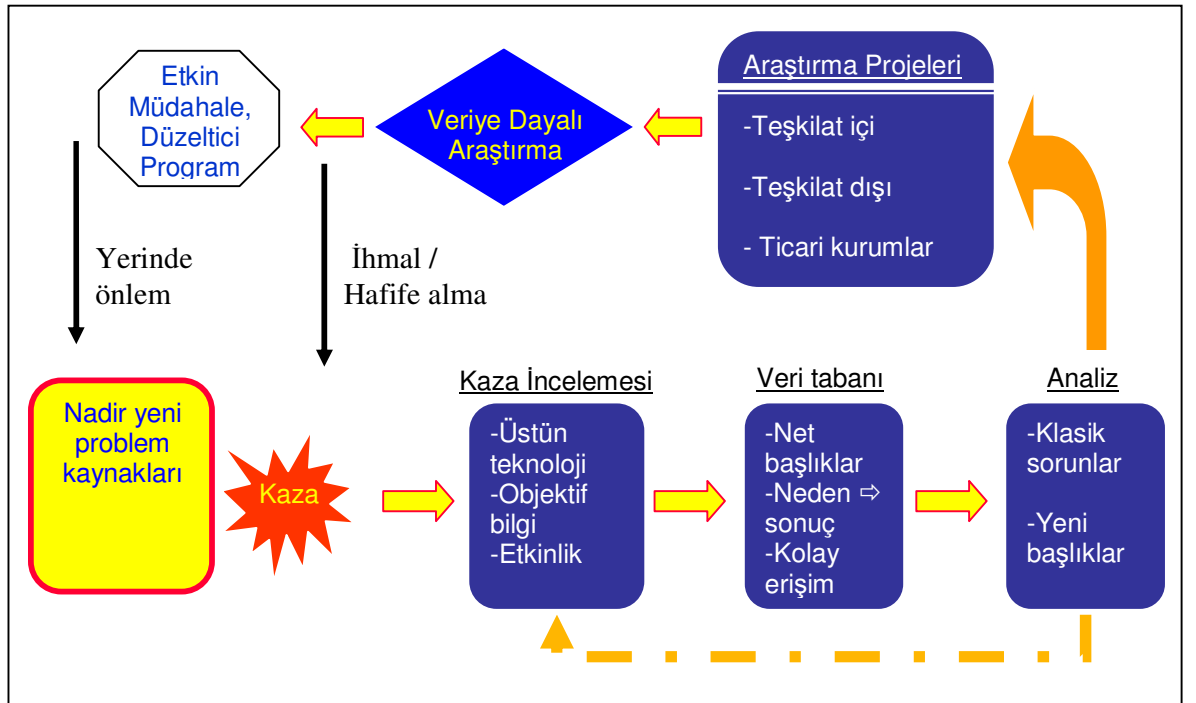 Etkin
Müdahale,
Düzeltici
Program
Veriye Dayalı
Araştırma
Araştırma Projeleri
-Teşkilat içi
-Teşkilat dışı
- Ticari kurumlar
Yerinde
önlem
İhmal /
Hafife alma
Nadir yeni
problem
kaynakları
Kaza
Kaza İncelemesi
-Üstün
teknoloji
-Objektif
bilgi
-Etkinlik
Veri tabanı
-Net
başlıklar
-Neden ⇨
sonuç
-Kolay
erişim
Analiz
-Klasik
sorunlar
-Yeni
başlıklar